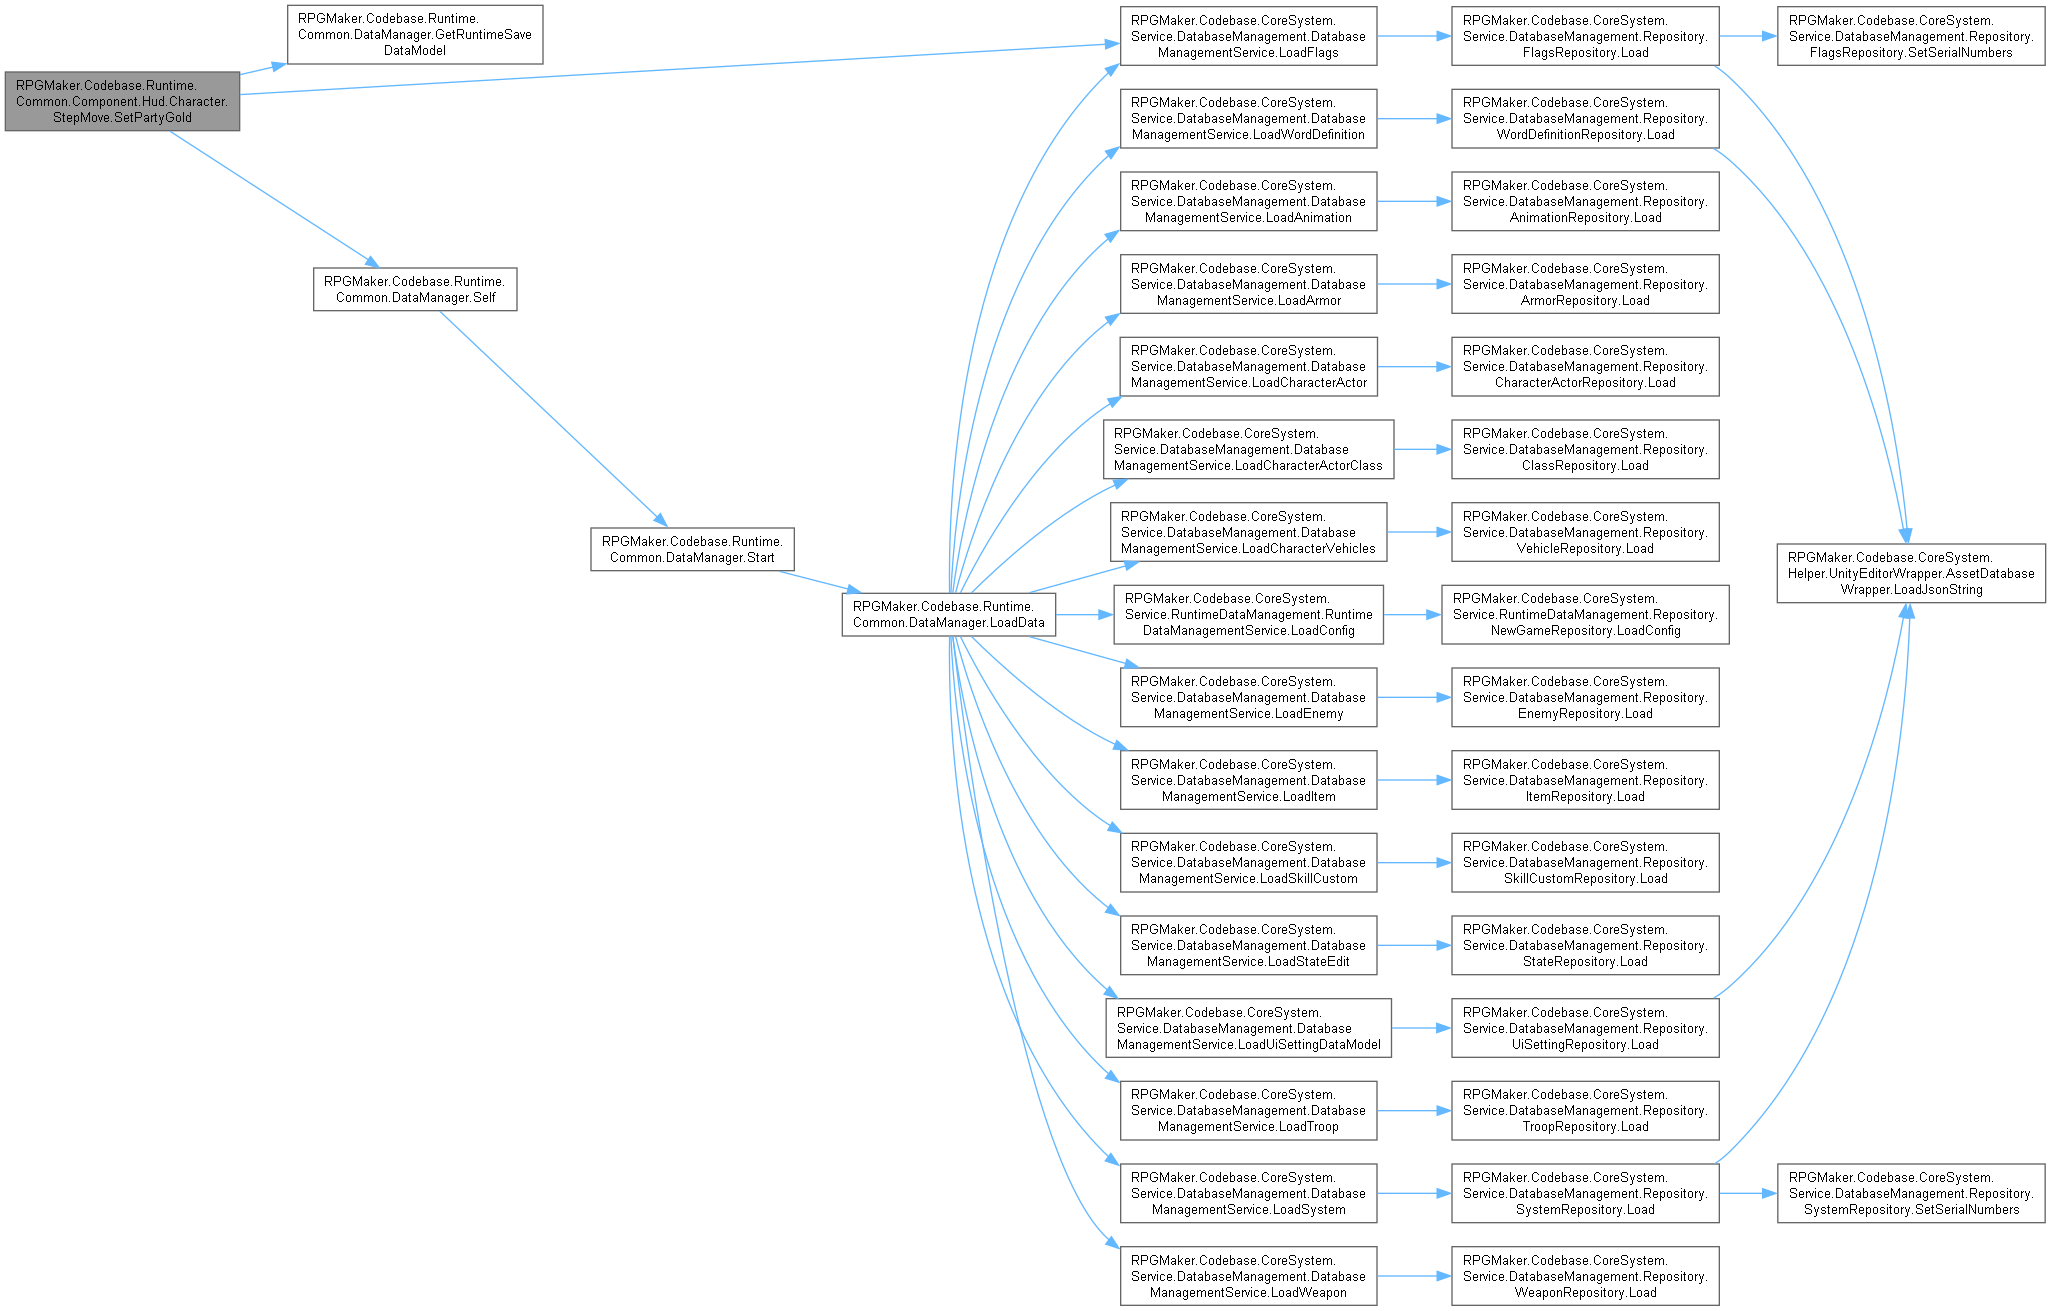 RPGMaker.Codebase.Runtime.
Common.DataManager.GetRuntimeSave
DataModel
RPGMaker.Codebase.Runtime.
Common.Component.Hud.Character.
StepMove.SetPartyGold
RPGMaker.Codebase.Runtime.
Common.DataManager.Self
RPGMaker.Codebase.Runtime.
Common.DataManager.Start
RPGMaker.Codebase.Runtime.
Common.DataManager.LoadData
RPGMaker.Codebase.CoreSystem.
Service.DatabaseManagement.Database
ManagementService.LoadFlags
RPGMaker.Codebase.CoreSystem.
Service.DatabaseManagement.Repository.
FlagsRepository.Load
RPGMaker.Codebase.CoreSystem.
Service.DatabaseManagement.Repository.
FlagsRepository.SetSerialNumbers
RPGMaker.Codebase.CoreSystem.
Service.DatabaseManagement.Database
ManagementService.LoadWordDefinition
RPGMaker.Codebase.CoreSystem.
Service.DatabaseManagement.Repository.
WordDefinitionRepository.Load
RPGMaker.Codebase.CoreSystem.
Service.DatabaseManagement.Database
ManagementService.LoadAnimation
RPGMaker.Codebase.CoreSystem.
Service.DatabaseManagement.Repository.
AnimationRepository.Load
RPGMaker.Codebase.CoreSystem.
Service.DatabaseManagement.Database
ManagementService.LoadArmor
RPGMaker.Codebase.CoreSystem.
Service.DatabaseManagement.Repository.
ArmorRepository.Load
RPGMaker.Codebase.CoreSystem.
Service.DatabaseManagement.Database
ManagementService.LoadCharacterActor
RPGMaker.Codebase.CoreSystem.
Service.DatabaseManagement.Repository.
CharacterActorRepository.Load
RPGMaker.Codebase.CoreSystem.
Service.DatabaseManagement.Database
ManagementService.LoadCharacterActorClass
RPGMaker.Codebase.CoreSystem.
Service.DatabaseManagement.Repository.
ClassRepository.Load
RPGMaker.Codebase.CoreSystem.
Service.DatabaseManagement.Database
ManagementService.LoadCharacterVehicles
RPGMaker.Codebase.CoreSystem.
Service.DatabaseManagement.Repository.
VehicleRepository.Load
RPGMaker.Codebase.CoreSystem.
Helper.UnityEditorWrapper.AssetDatabase
Wrapper.LoadJsonString
RPGMaker.Codebase.CoreSystem.
Service.RuntimeDataManagement.Runtime
DataManagementService.LoadConfig
RPGMaker.Codebase.CoreSystem.
Service.RuntimeDataManagement.Repository.
NewGameRepository.LoadConfig
RPGMaker.Codebase.CoreSystem.
Service.DatabaseManagement.Database
ManagementService.LoadEnemy
RPGMaker.Codebase.CoreSystem.
Service.DatabaseManagement.Repository.
EnemyRepository.Load
RPGMaker.Codebase.CoreSystem.
Service.DatabaseManagement.Database
ManagementService.LoadItem
RPGMaker.Codebase.CoreSystem.
Service.DatabaseManagement.Repository.
ItemRepository.Load
RPGMaker.Codebase.CoreSystem.
Service.DatabaseManagement.Database
ManagementService.LoadSkillCustom
RPGMaker.Codebase.CoreSystem.
Service.DatabaseManagement.Repository.
SkillCustomRepository.Load
RPGMaker.Codebase.CoreSystem.
Service.DatabaseManagement.Database
ManagementService.LoadStateEdit
RPGMaker.Codebase.CoreSystem.
Service.DatabaseManagement.Repository.
StateRepository.Load
RPGMaker.Codebase.CoreSystem.
Service.DatabaseManagement.Database
ManagementService.LoadUiSettingDataModel
RPGMaker.Codebase.CoreSystem.
Service.DatabaseManagement.Repository.
UiSettingRepository.Load
RPGMaker.Codebase.CoreSystem.
Service.DatabaseManagement.Database
ManagementService.LoadTroop
RPGMaker.Codebase.CoreSystem.
Service.DatabaseManagement.Repository.
TroopRepository.Load
RPGMaker.Codebase.CoreSystem.
Service.DatabaseManagement.Database
ManagementService.LoadSystem
RPGMaker.Codebase.CoreSystem.
Service.DatabaseManagement.Repository.
SystemRepository.Load
RPGMaker.Codebase.CoreSystem.
Service.DatabaseManagement.Repository.
SystemRepository.SetSerialNumbers
RPGMaker.Codebase.CoreSystem.
Service.DatabaseManagement.Database
ManagementService.LoadWeapon
RPGMaker.Codebase.CoreSystem.
Service.DatabaseManagement.Repository.
WeaponRepository.Load